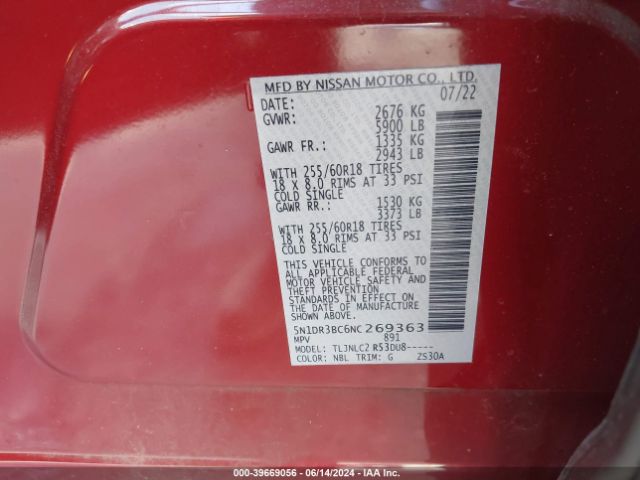 MFD BY NISSAN MOTOR CO., LTD.
DATE: 07/22
GVWR: 2676 KG
5900 LB
GAWR FR.: 1335 KG
2943 LB
WITH 255/60R18 TIRES
18 X 8.0 RIMS AT 33 PSI
COLD SINGLE
GAWR RR.: 1530 KG
3373 LB
WITH 255/60R18 TIRES
18 X 8.0 RIMS AT 33 PSI
COLD SINGLE
THIS VEHICLE CONFORMS TO
ALL APPLICABLE FEDERAL
MOTOR VEHICLE SAFETY AND
THEFT PREVENTION
STANDARDS IN EFFECT ON
THE DATE OF MANUFACTURE
SHOWN ABOVE.
5N1DR3BC6NC269363
MPV 891
MODEL: TLJNLC2 R53DU8-----
COLOR: NBL TRIM: G ZS30A
000-39669056 - 06/14/2024 - IAA Inc.